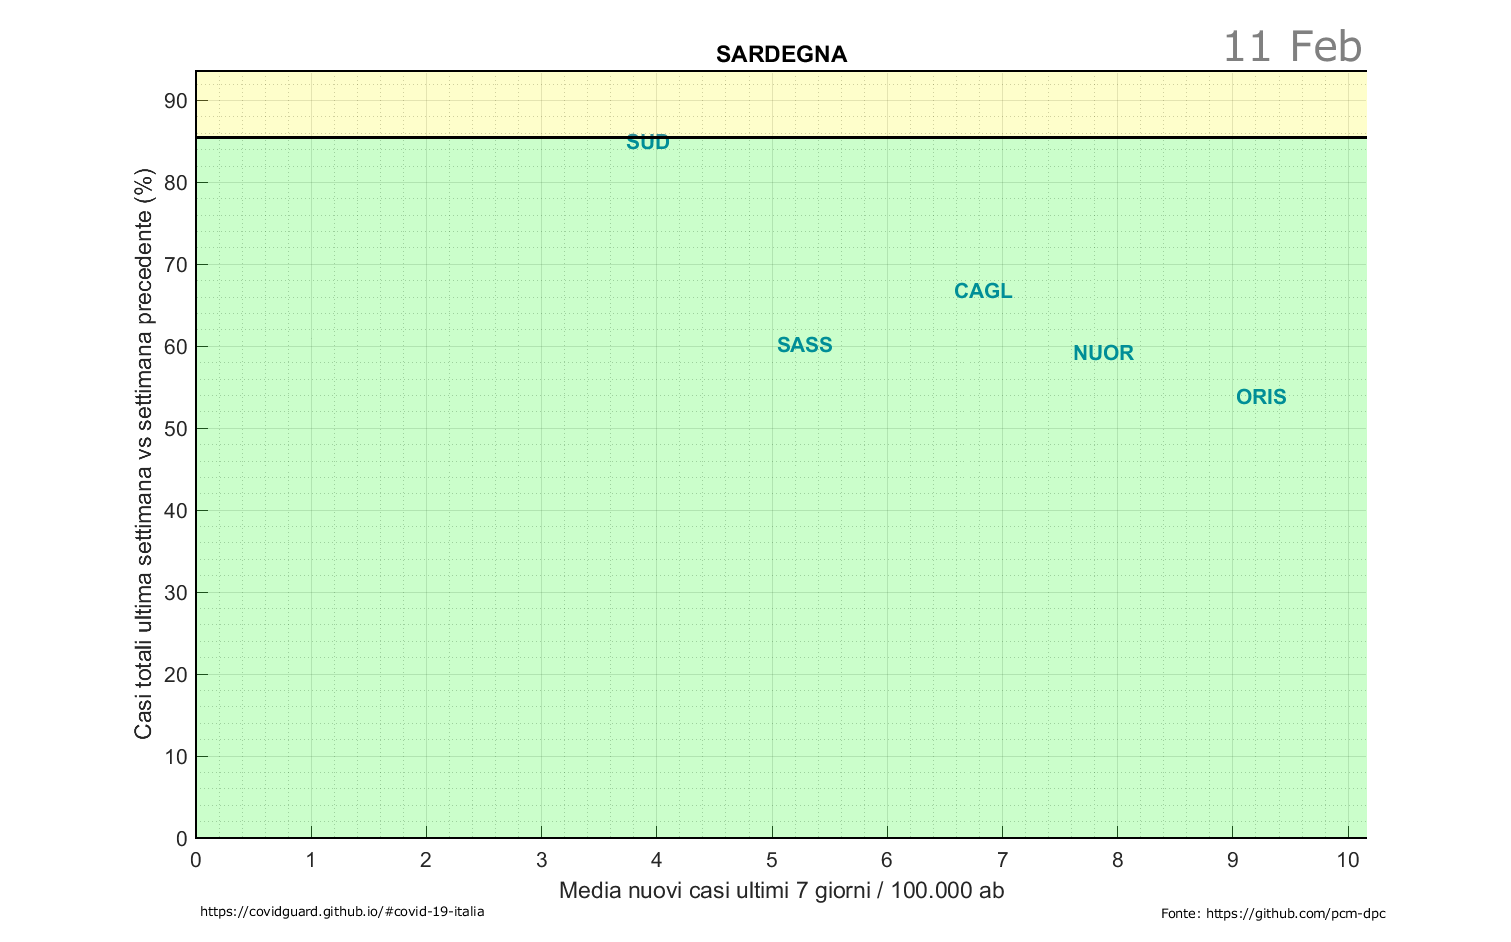 11 Feb
SARDEGNA
Casi totali ultima settimana vs settimana precedente (%)
90
80
70
60
50
40
30
20
10
0
SUD
CAGL
SASS
NUOR
ORIS
0 1 2 3 4 5 6 7 8 9 10
Media nuovi casi ultimi 7 giorni / 100.000 ab
https://covidguard.github.io/#covid-19-italia
Fonte: https://github.com/pcm-dpc